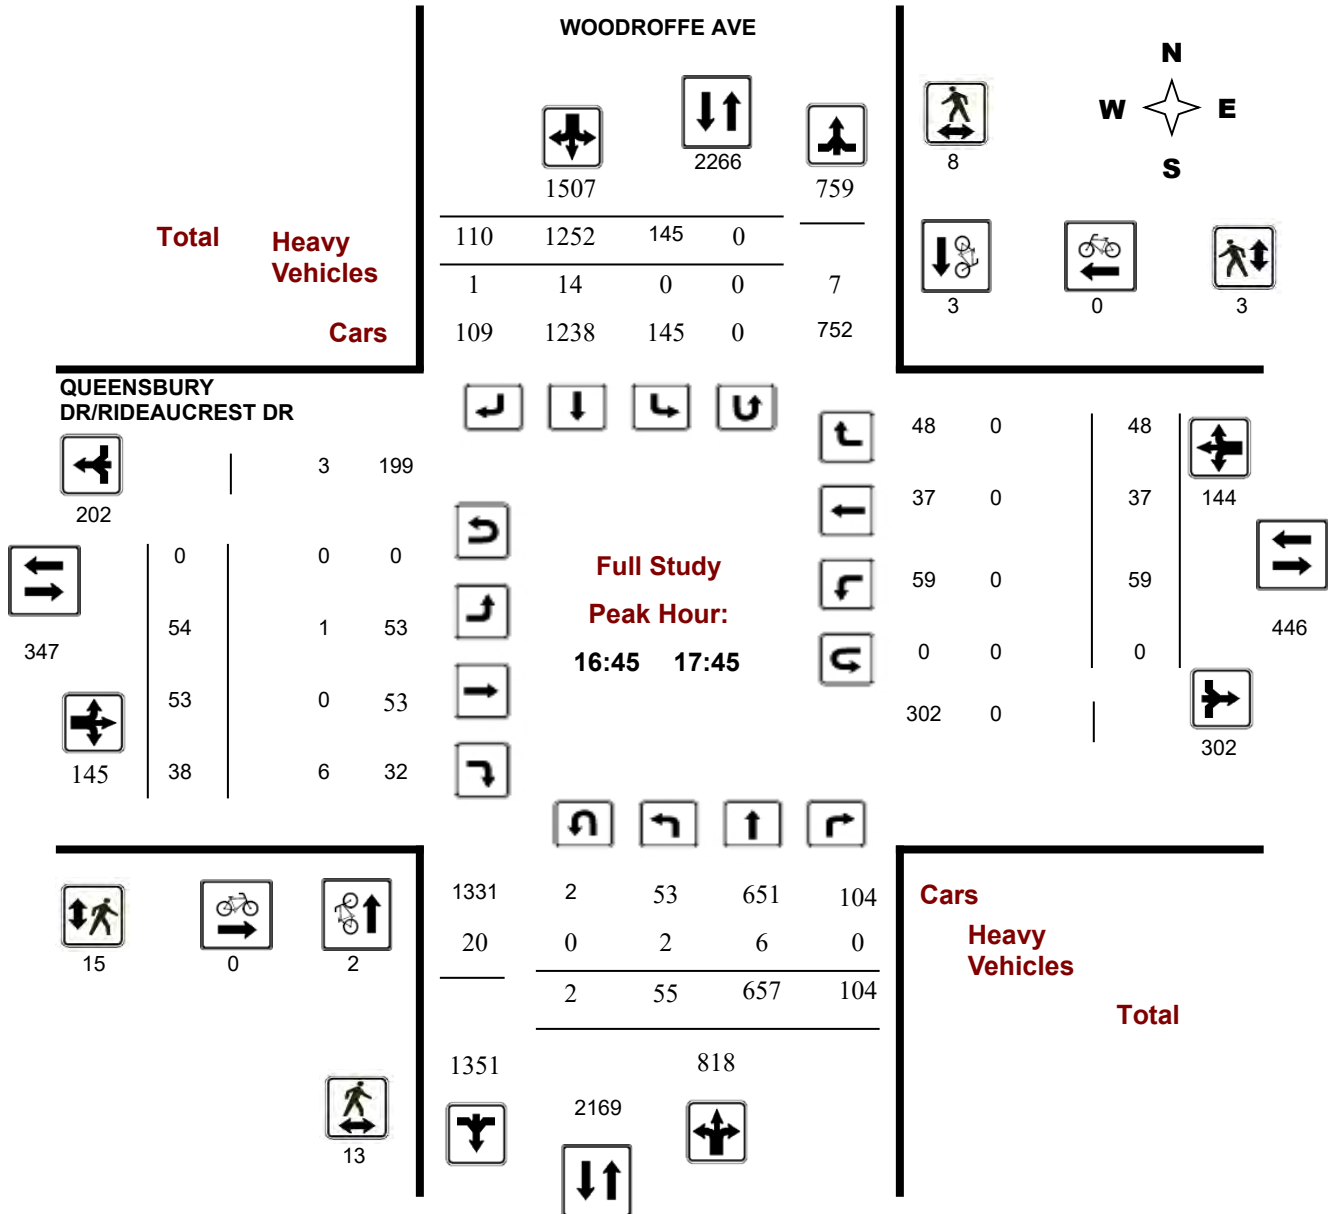 WOODROFFE AVE
N
W E
S
2266
8
1507
759
Total Heavy Vehicles
110 1252 145 0
1 14 0 0 7
Cars 109 1238 145 0 752
3 0 3
QUEENSBURY
DR/RIDEAUCREST DR
48 0 48
3 199
202
37 0 37
144
0 0 0
Full Study
59 0 59
Peak Hour:
54 1 53
347
446
16:45 17:45
0 0 0
53 0 53
302 0
302
145 38 6 32
1331 2 53 651 104
Cars
20 0 2 6 0
Heavy
Vehicles
15 0 2
2 55 657 104
Total
1351 818
2169
13